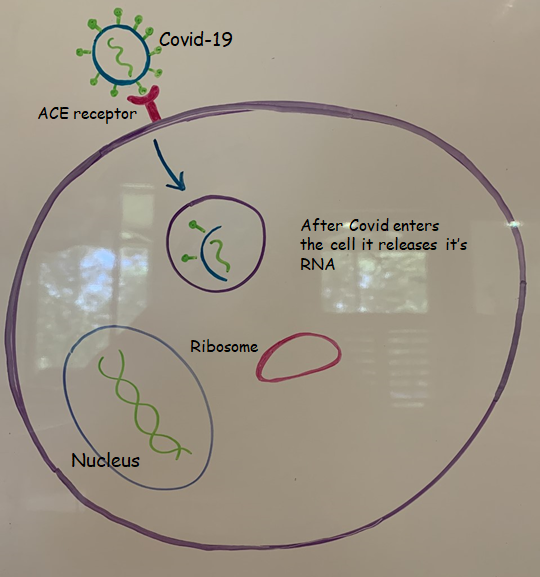 Covid-19
ACE receptor
After Covid enters
the cell it releases it's
RNA
Ribosome
Nucleus